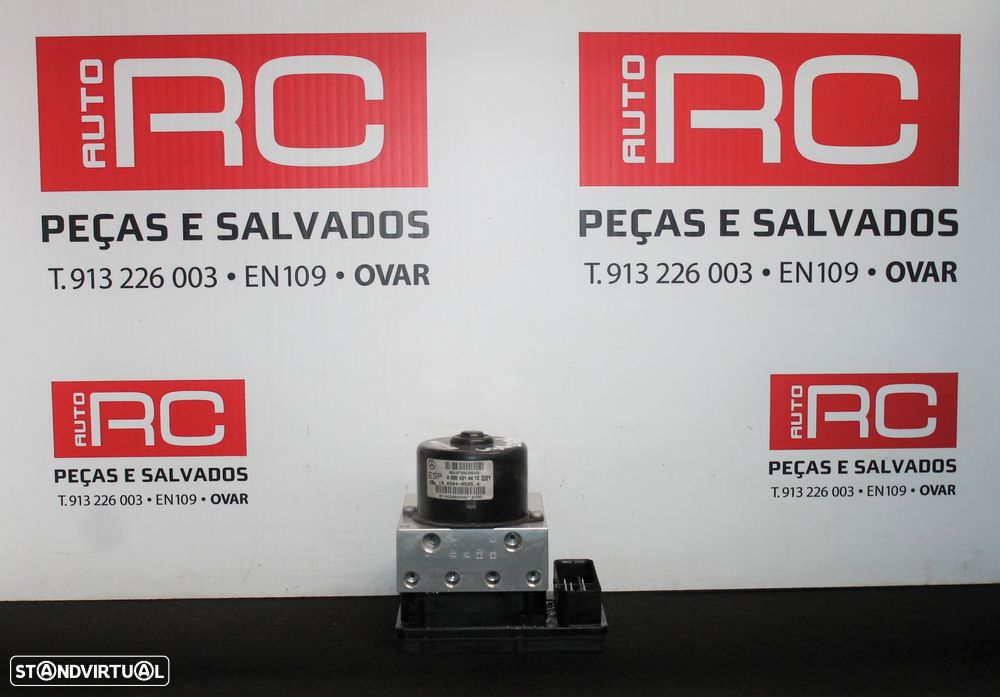 AUTO RC
PEÇAS E SALVADOS
T. 913 226 003 • EN109 • OVAR
AUTO RC
PEÇAS E SALVADOS
T. 913 226 003 • EN109 • OVAR
AUTO RC
PEÇAS E SALVADOS
T. 913 226 003 • EN109 • OVAR
AUTO RC
PEÇAS E SALVADOS
T. 913 226 003 • EN109 • OVAR
ESP A 005 431 44 12 Q01
STANDVIRTUAL